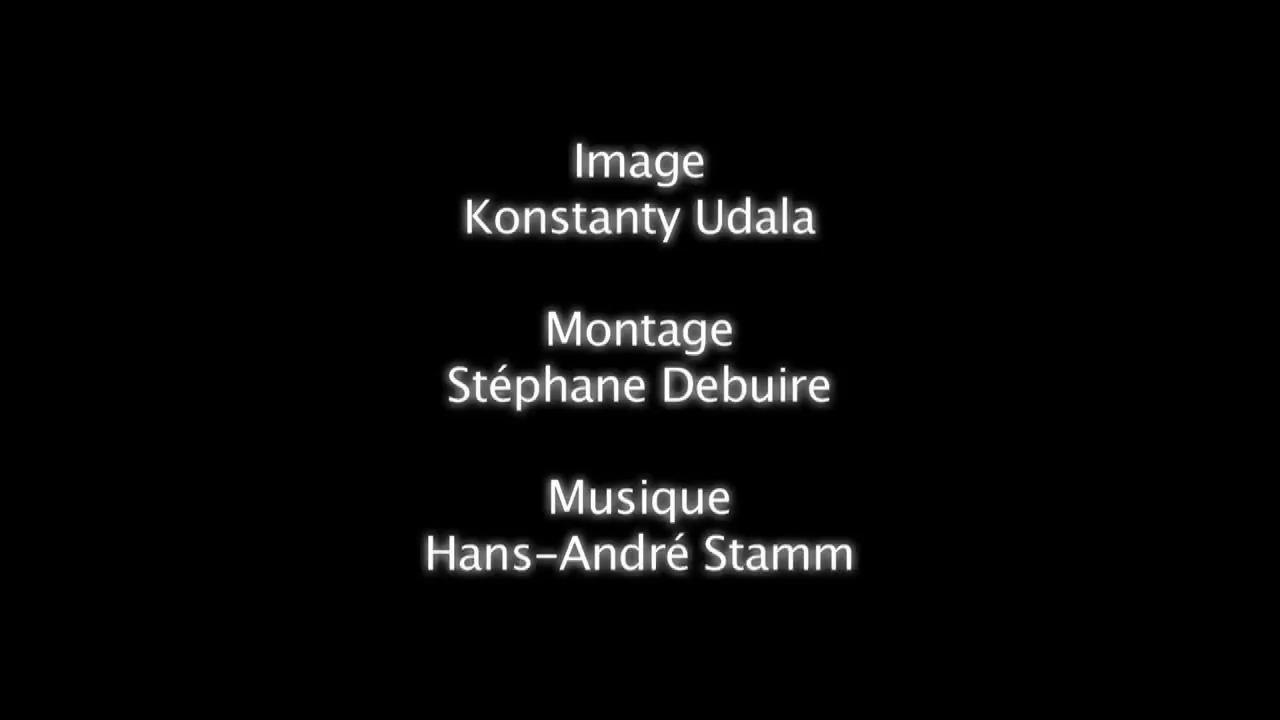 Image
Konstanty Udala
Montage
Stéphane Debuire
Musique
Hans-André Stamm